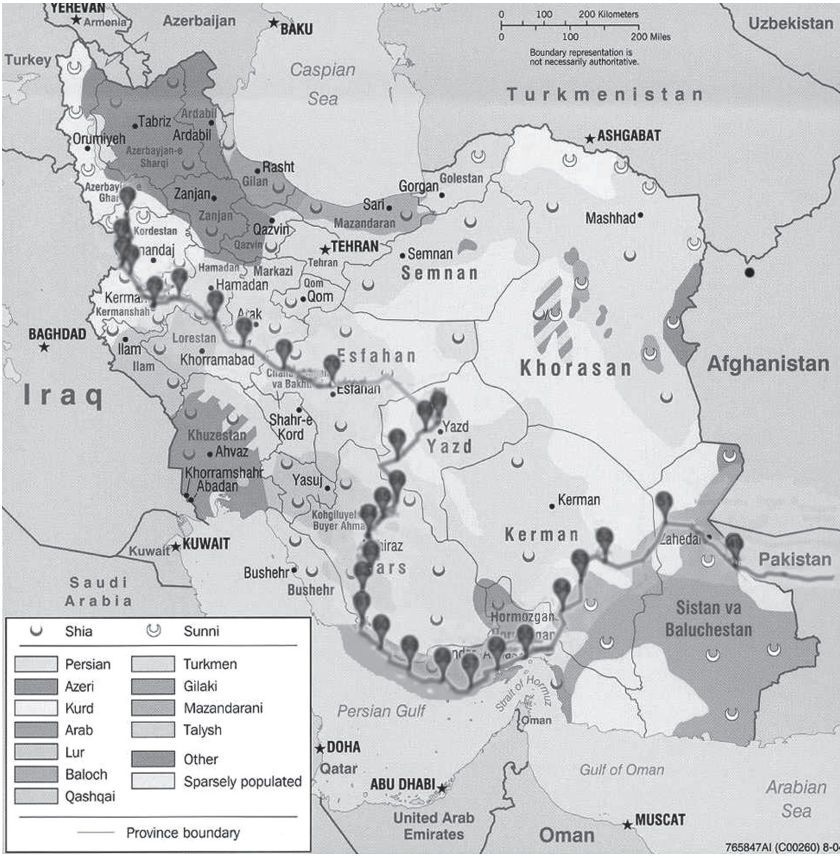 YEREVAN
Armenia
Azerbaijan
BAKU
0 100 200 Kilometers
0 100 200 Miles
Boundary representation is
not necessarily authoritative.
Uzbekistan
Turkey
Caspian
Sea
Turkmenistan
Tabriz
Ardabil
Ardabil
Orumiyeh
Azerbayjan-e
Sharqi
ASHGABAT
Rasht
Gilan
Zanjan
Zanjan
Gorgan
Golestan
Sari
Mazandaran
Mashhad
Kordestan
Qazvin
Qazvin
TEHRAN
Tehran
Semnan
Semnan
Hamadan
Markazi
Hamadan
Qom
Qom
Kermanshah
BAGHDAD
Ilam
Ilam
Lorestan
Khorramabad
Esfahan
va
Esfahan
Khorasan
Afghanistan
Iraq
Shahr-e
Kord
Yazd
Yazd
Khuzestan
Ahvaz
Khorramshahr
Abadan
Yasuj
Kohgiluyeh
Buyer
Kerman
Kerman
Kuwait
KUWAIT
Saudi
Arabia
Bushehr
Bushehr
Pakistan
Hormozgan
Sistan va
Baluchestan
Persian Gulf
Strait of Hormuz
Oman
DOHA
Qatar
ABU DHABI
United Arab
Emirates
Gulf of Oman
Oman
MUSCAT
Arabian
Sea
Shia
Sunni
Persian
Azeri
Kurd
Arab
Lur
Baloch
Qashqai
Turkmen
Gilaki
Mazandarani
Talysh
Other
Sparsely populated
Province boundary
765847AI (C00260)